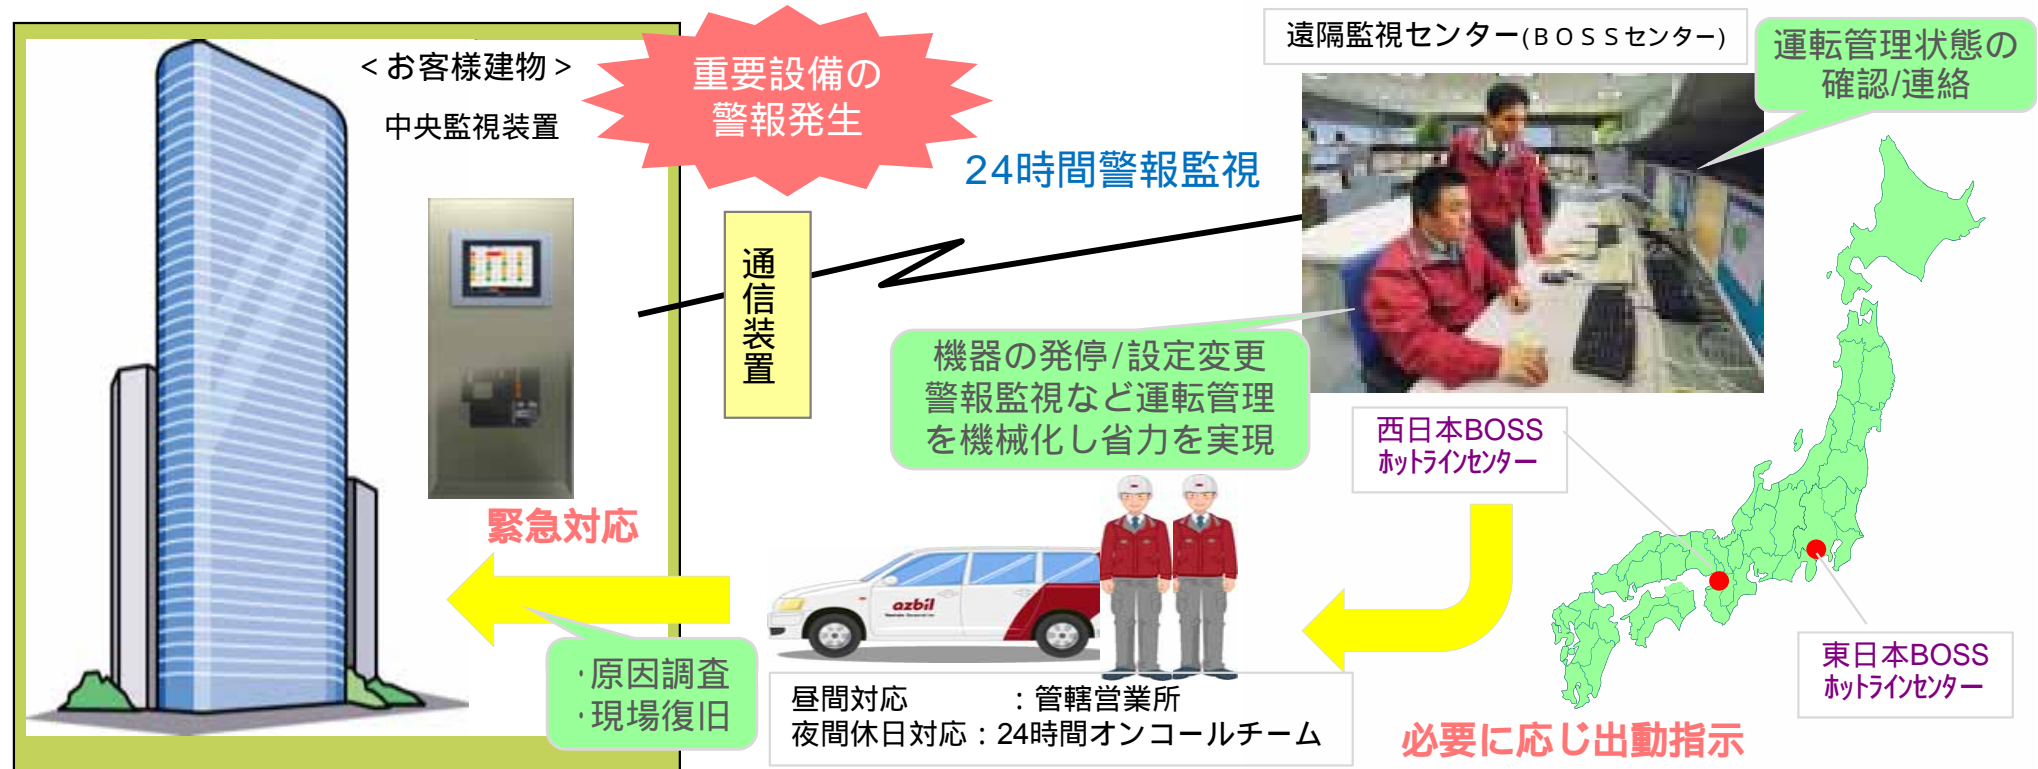 ＜お客様建物＞
中央監視装置
重要設備の
警報発生
24時間警報監視
通信装置
遠隔監視センター(ＢＯＳＳセンター)
運転管理状態の
確認/連絡
機器の発停/設定変更
警報監視など運転管理
を機械化し省力を実現
西日本BOSS
ﾎｯﾄﾗｲﾝｾﾝﾀｰ
東日本BOSS
ﾎｯﾄﾗｲﾝｾﾝﾀｰ
緊急対応
azbil
・原因調査
・現場復旧
昼間対応　　　：管轄営業所
夜間休日対応：24時間オンコールチーム
必要に応じ出動指示